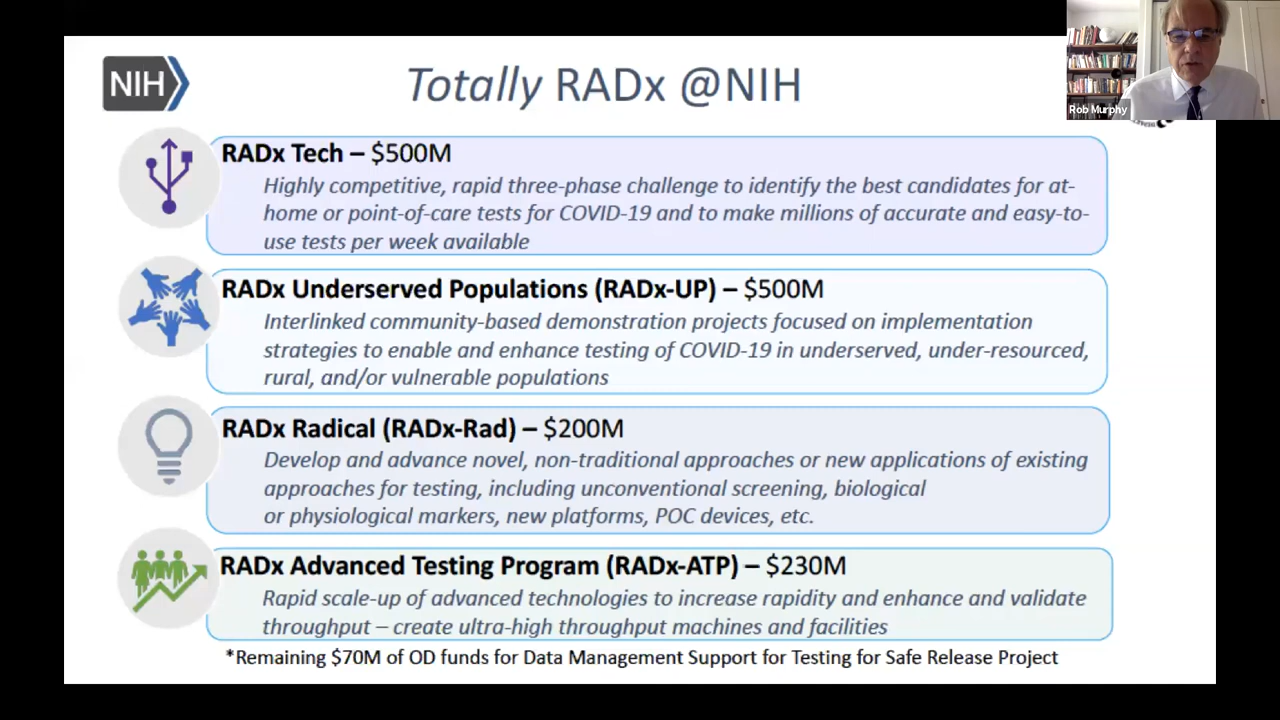 NIH
Totally RADx @NIH
Rob Murphy
RADx Tech – $500M
Highly competitive, rapid three-phase challenge to identify the best candidates for at-
home or point-of-care tests for COVID-19 and to make millions of accurate and easy-to-
use tests per week available
RADx Underserved Populations (RADx-UP) – $500M
Interlinked community-based demonstration projects focused on implementation
strategies to enable and enhance testing of COVID-19 in underserved, under-resourced,
rural, and/or vulnerable populations
RADx Radical (RADx-Rad) – $200M
Develop and advance novel, non-traditional approaches or new applications of existing
approaches for testing, including unconventional screening, biological
or physiological markers, new platforms, POC devices, etc.
RADx Advanced Testing Program (RADx-ATP) – $230M
Rapid scale-up of advanced technologies to increase rapidity and enhance and validate
throughput – create ultra-high throughput machines and facilities
*Remaining $70M of OD funds for Data Management Support for Testing for Safe Release Project